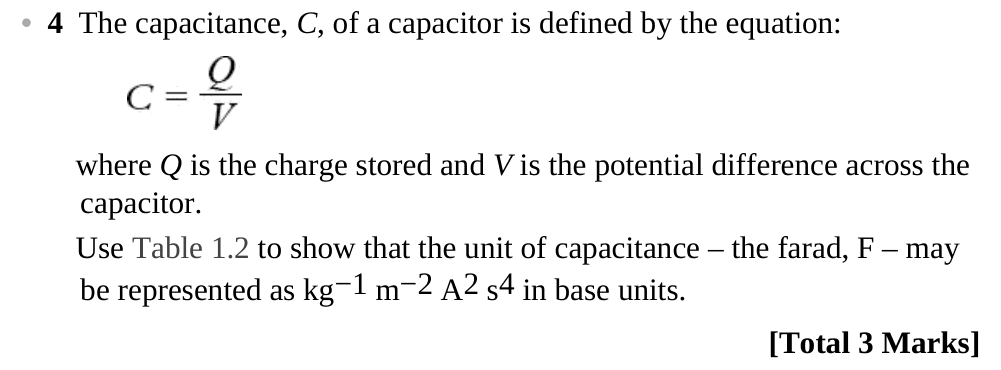 • 4 The capacitance, C, of a capacitor is defined by the equation:
C = Q/V
where Q is the charge stored and V is the potential difference across the
capacitor.
Use Table 1.2 to show that the unit of capacitance – the farad, F – may
be represented as kg⁻¹ m⁻² A² s⁴ in base units.
[Total 3 Marks]